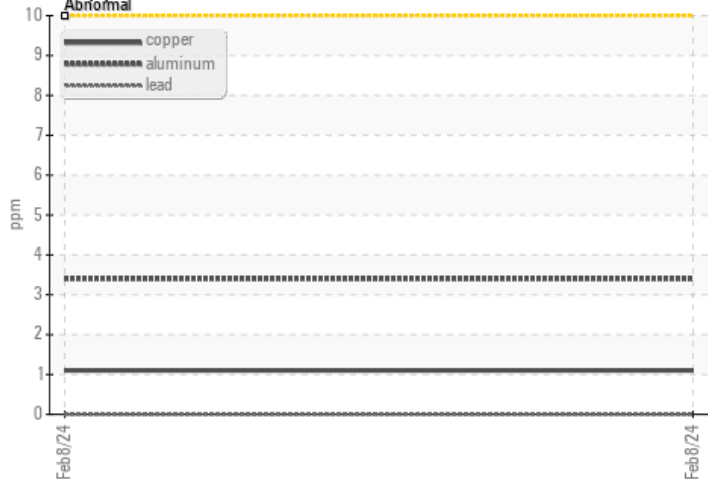 Abnormal
10
copper
aluminum
lead
9
8
7
6
5
4
3
2
1
0
ppm
Feb8/24
Feb8/24